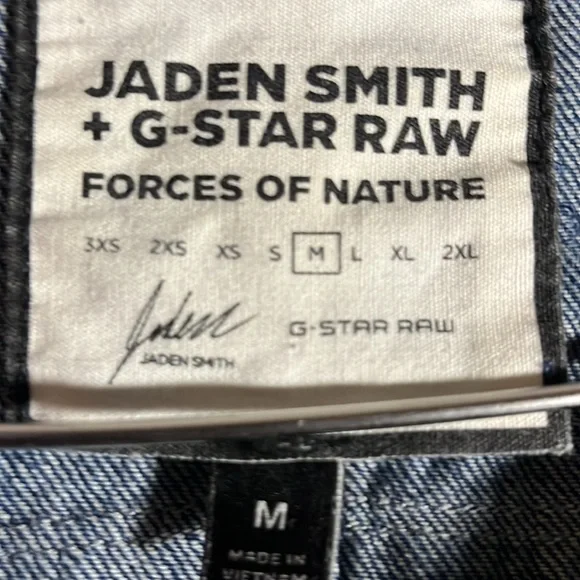 JADEN SMITH
+ G-STAR RAW
FORCES OF NATURE
3XS 2XS XS S M L XL 2XL
Jaden
JADEN SMITH
G-STAR RAW
M
MADE IN
VIETNAM